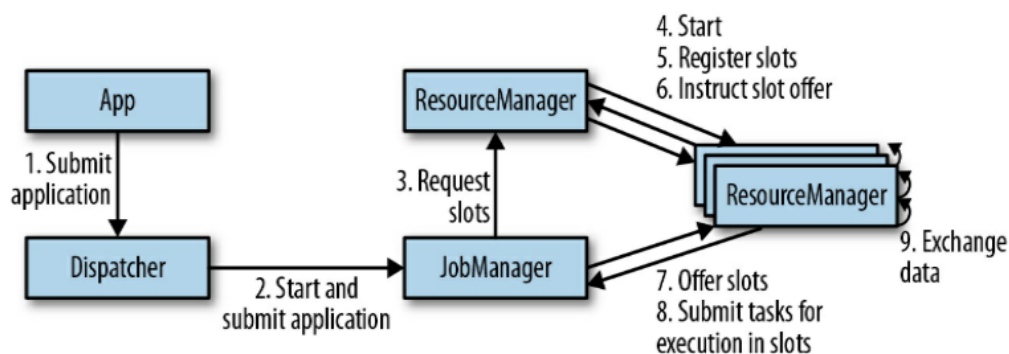 App
1. Submit
application
Dispatcher
2. Start and
submit application
ResourceManager
3. Request
slots
JobManager
4. Start
5. Register slots
6. Instruct slot offer
ResourceManager
7. Offer slots
8. Submit tasks for
execution in slots
9. Exchange
data